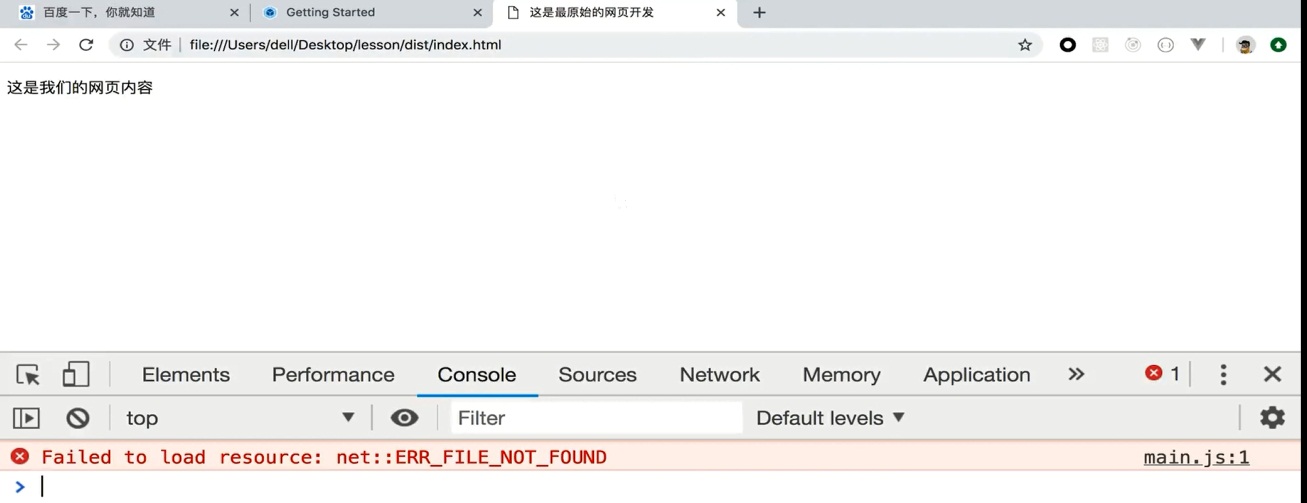 百度一下，你就知道
Getting Started
这是最原始的网页开发
文件 file:///Users/dell/Desktop/lesson/dist/index.html
这是我们的网页内容
Elements Performance Console Sources Network Memory Application 1
top Filter Default levels
Failed to load resource: net::ERR_FILE_NOT_FOUND main.js:1